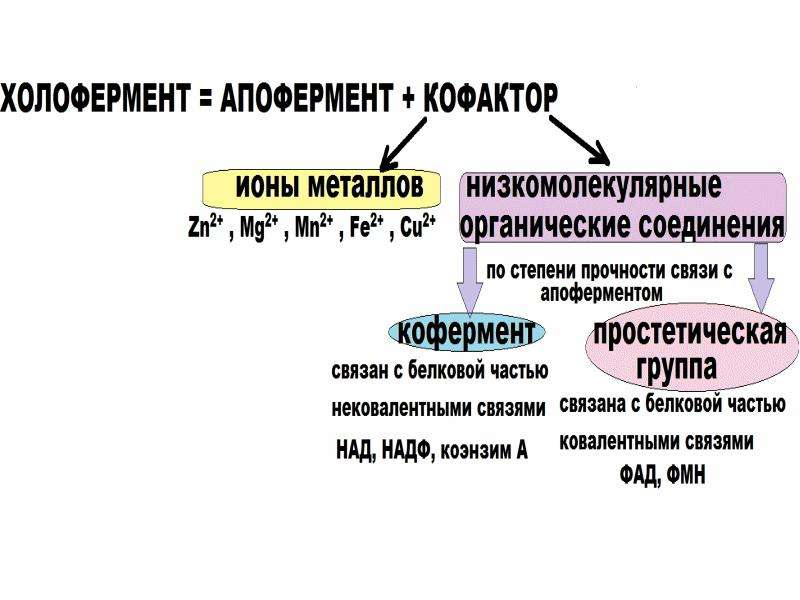 ХОЛОФЕРМЕНТ = АПОФЕРМЕНТ + КОФАКТОР
ионы металлов
Zn²⁺ , Mg²⁺ , Mn²⁺ , Fe²⁺ , Cu²⁺
низкомолекулярные
органические соединения
по степени прочности связи с
апоферментом
кофермент
связан с белковой частью
нековалентными связями
НАД, НАДФ, коэнзим А
простетическая
группа
связана с белковой частью
ковалентными связями
ФАД, ФМН